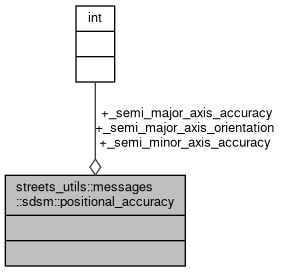 int
+_semi_major_axis_accuracy
+_semi_major_axis_orientation
+_semi_minor_axis_accuracy
streets_utils::messages
::sdsm::positional_accuracy